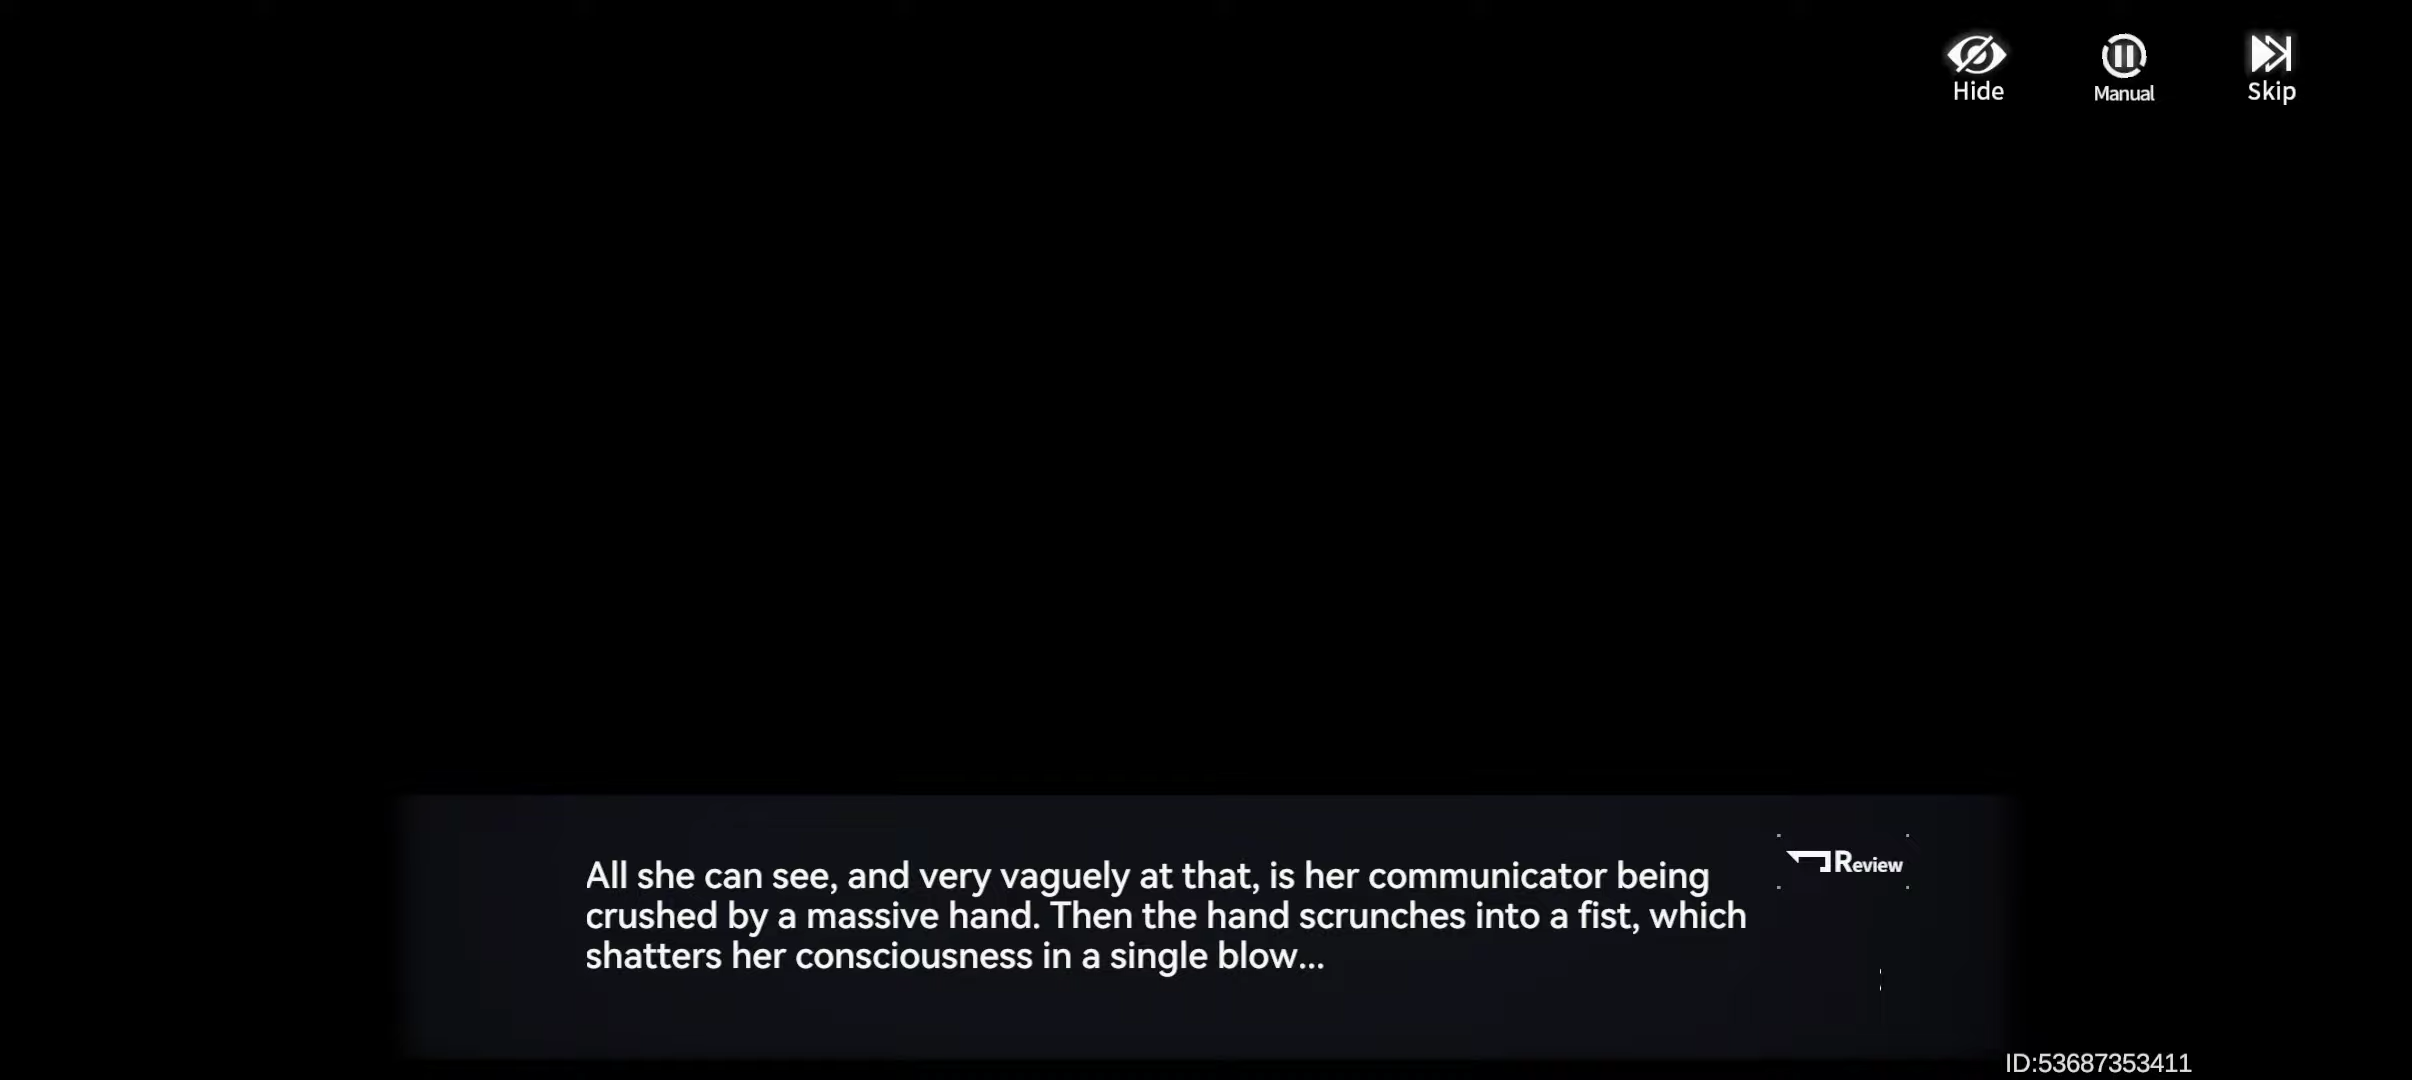 Hide
Manual
Skip
All she can see, and very vaguely at that, is her communicator being
crushed by a massive hand. Then the hand scrunches into a fist, which
shatters her consciousness in a single blow...
Review
ID:53687353411